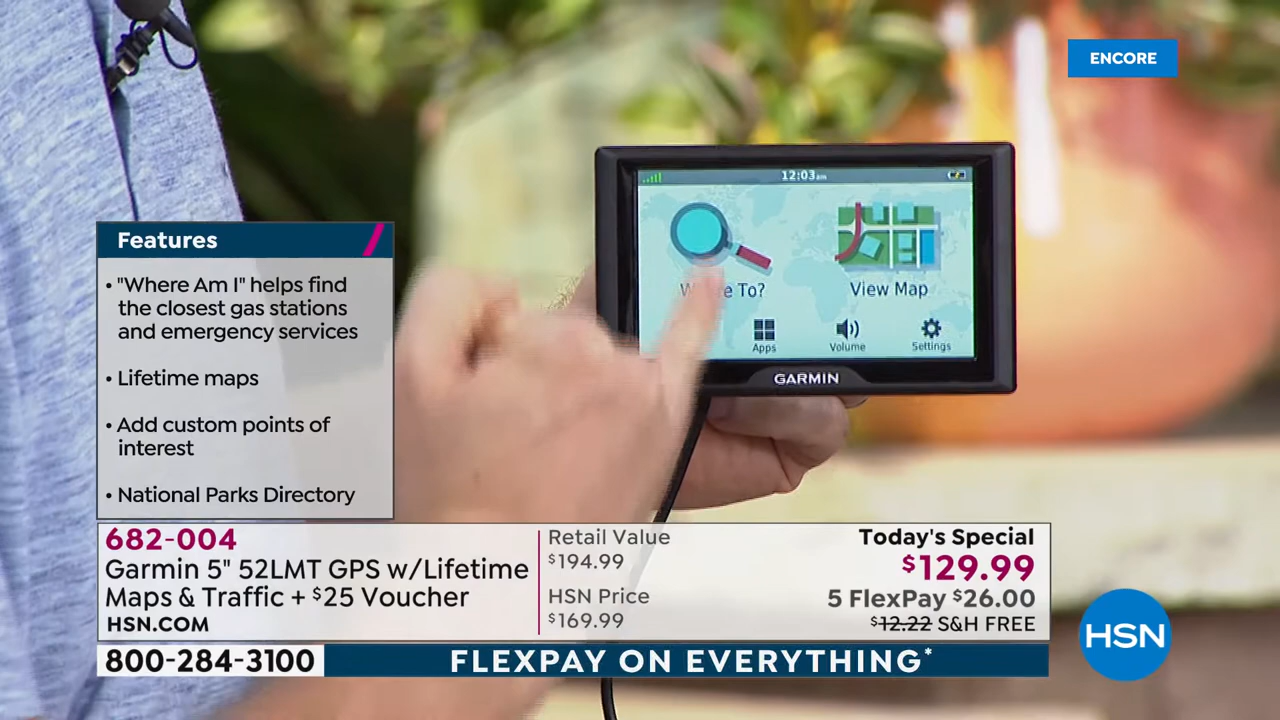 ENCORE
12:03am
Where To?
View Map
Apps
Volume
Settings
GARMIN
Features
• "Where Am I" helps find
the closest gas stations
and emergency services
• Lifetime maps
• Add custom points of
interest
• National Parks Directory
682-004
Garmin 5" 52LMT GPS w/Lifetime
Maps & Traffic + $25 Voucher
HSN.COM
Retail Value
$194.99
HSN Price
$169.99
Today's Special
$129.99
5 FlexPay $26.00
$12.22 S&H FREE
HSN
800-284-3100
FLEXPAY ON EVERYTHING*